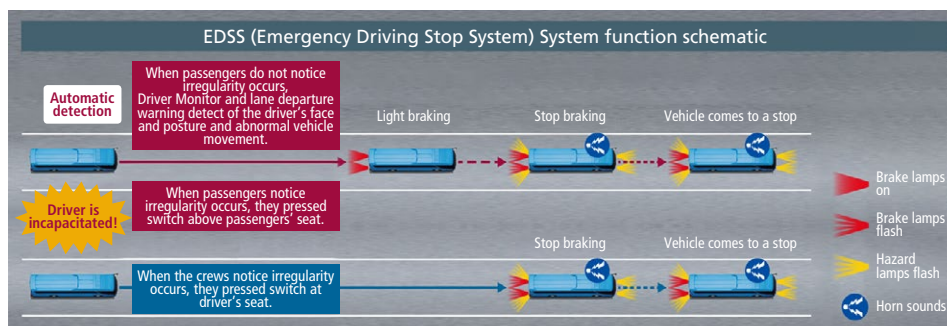 EDSS (Emergency Driving Stop System) System function schematic
Automatic
detection
When passengers do not notice
irregularity occurs,
Driver Monitor and lane departure
warning detect of the driver's face
and posture and abnormal vehicle
movement.
Light braking
Stop braking
Vehicle comes to a stop
Driver is
incapacitated!
When passengers notice
irregularity occurs, they pressed
switch above passengers' seat.
Stop braking
Vehicle comes to a stop
When the crews notice irregularity
occurs, they pressed switch at
driver's seat.
Brake lamps
on
Brake lamps
flash
Hazard
lamps flash
Horn sounds